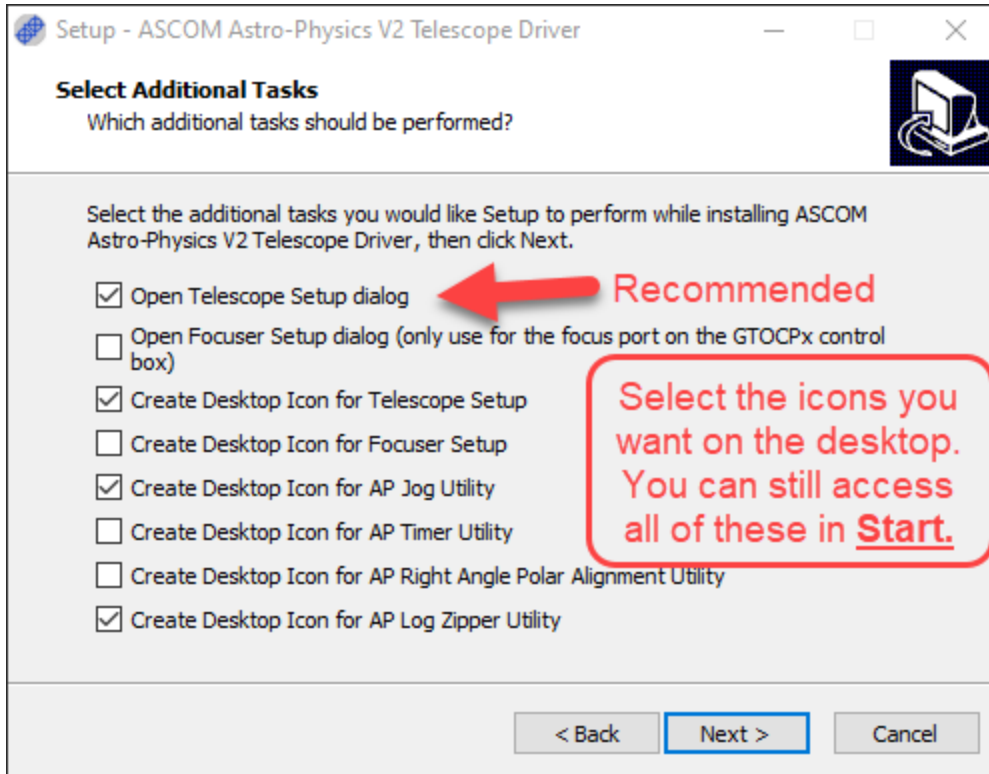 Setup - ASCOM Astro-Physics V2 Telescope Driver
Select Additional Tasks
Which additional tasks should be performed?
Select the additional tasks you would like Setup to perform while installing ASCOM
Astro-Physics V2 Telescope Driver, then click Next.
Open Telescope Setup dialog
Recommended
Open Focuser Setup dialog (only use for the focus port on the GTOCPx control
box)
Create Desktop Icon for Telescope Setup
Create Desktop Icon for Focuser Setup
Create Desktop Icon for AP Jog Utility
Create Desktop Icon for AP Timer Utility
Create Desktop Icon for AP Right Angle Polar Alignment Utility
Create Desktop Icon for AP Log Zipper Utility
Select the icons you
want on the desktop.
You can still access
all of these in Start.
< Back
Next >
Cancel